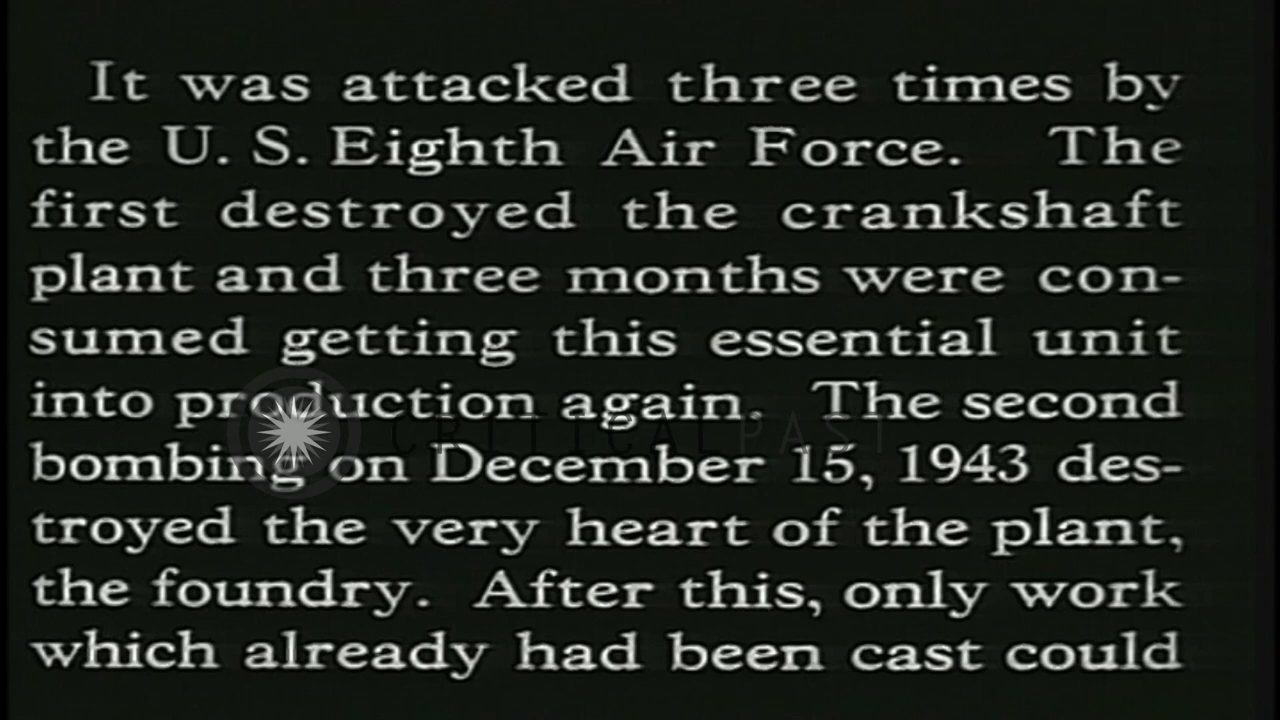 It was attacked three times by
the U. S. Eighth Air Force. The
first destroyed the crankshaft
plant and three months were con-
sumed getting this essential unit
into production again. The second
CRITICALPAST
bombing on December 15, 1943 des-
troyed the very heart of the plant,
the foundry. After this, only work
which already had been cast could